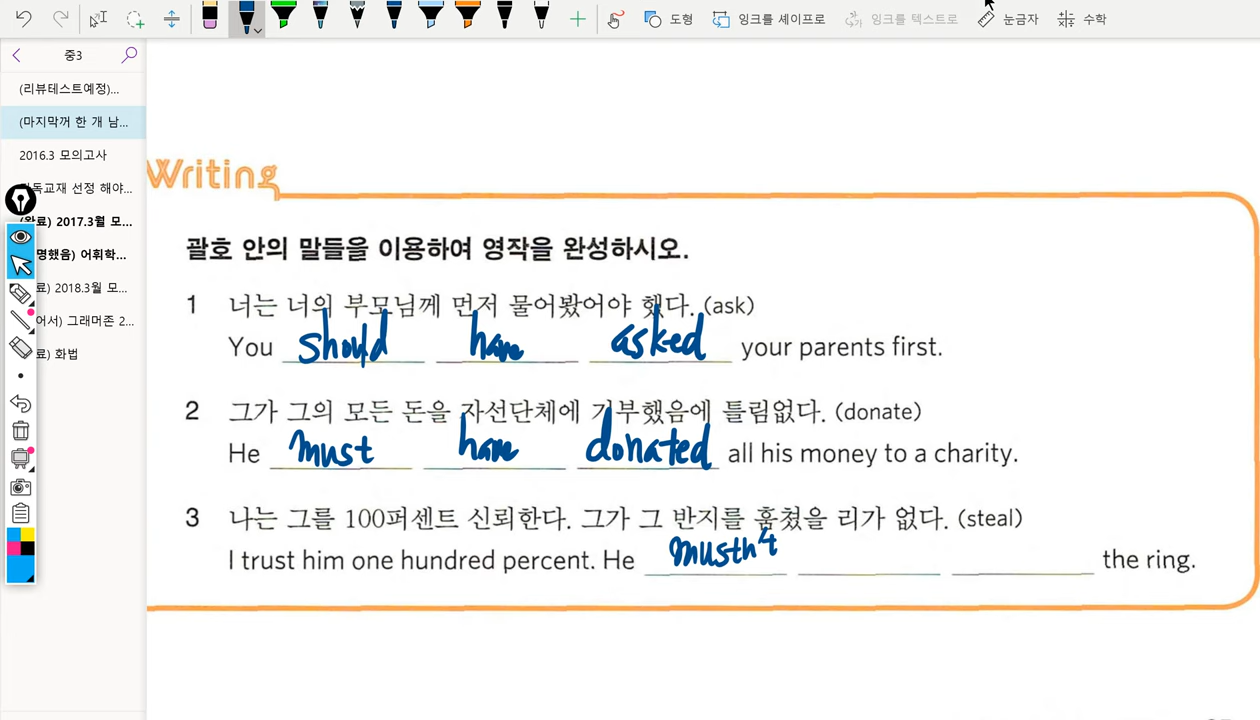 도형
잉크를 셰이프로
잉크를 텍스트로
눈금자
수학
중3
(리뷰테스트예정)...
(마지막꺼 한 개 남...
2016.3 모의고사
독교재 선정 해야...
료) 2017.3월 모...
명했음) 어휘학...
료) 2018.3월 모...
어서) 그래머존 2...
료) 화법
Writing
괄호 안의 말들을 이용하여 영작을 완성하시오.
1 너는 너의 부모님께 먼저 물어봤어야 했다. (ask)
You should have asked your parents first.
2 그가 그의 모든 돈을 자선단체에 기부했음에 틀림없다. (donate)
He must have donated all his money to a charity.
3 나는 그를 100퍼센트 신뢰한다. 그가 그 반지를 훔쳤을 리가 없다. (steal)
I trust him one hundred percent. He mustn't the ring.